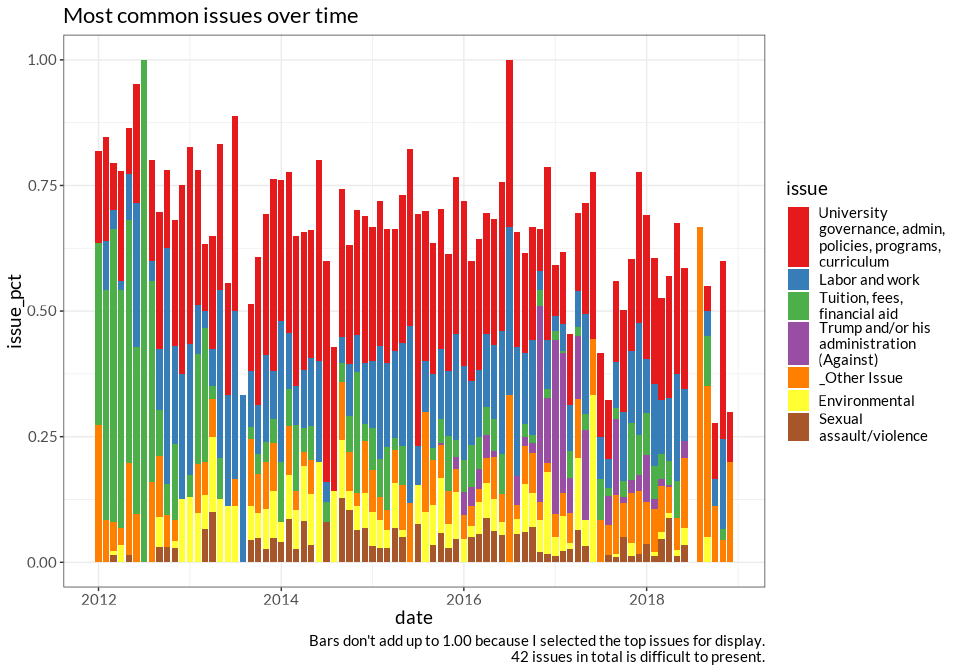 Most common issues over time
1.00
0.75
0.50
0.25
0.00
issue_pct
2012
2014
2016
2018
date
issue
University
governance, admin,
policies, programs,
curriculum
Labor and work
Tuition, fees,
financial aid
Trump and/or his
administration
(Against)
_Other Issue
Environmental
Sexual
assault/violence
Bars don't add up to 1.00 because I selected the top issues for display.
42 issues in total is difficult to present.